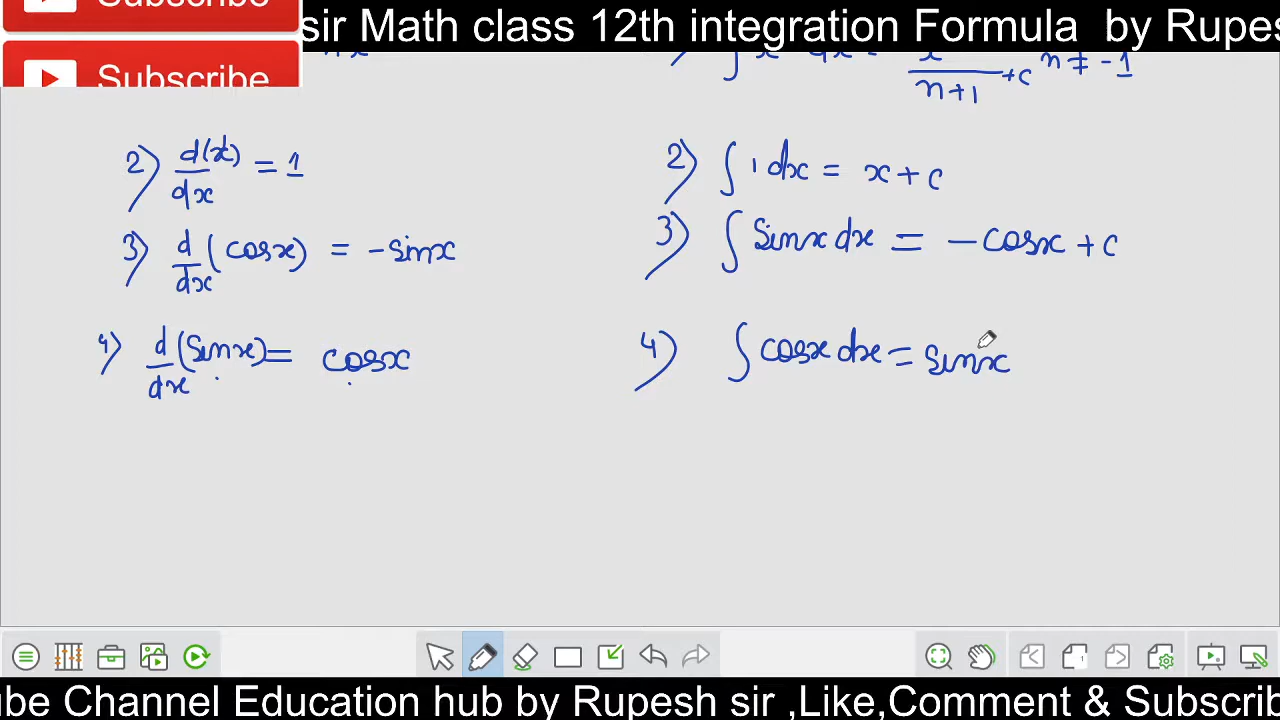 Subscribe
sir Math class 12th integration Formula by Rupes
Subscribe
n+1 +c n ≠ -1
2) d(x)/dx = 1
2) ∫ 1 dx = x + c
3) d/dx (cosx) = -sinx
3) ∫ sinx dx = -cosx + c
4) d/dx (sinx) = cosx
4) ∫ cosx dx = sinx
ube Channel Education hub by Rupesh sir ,Like,Comment & Subscrib